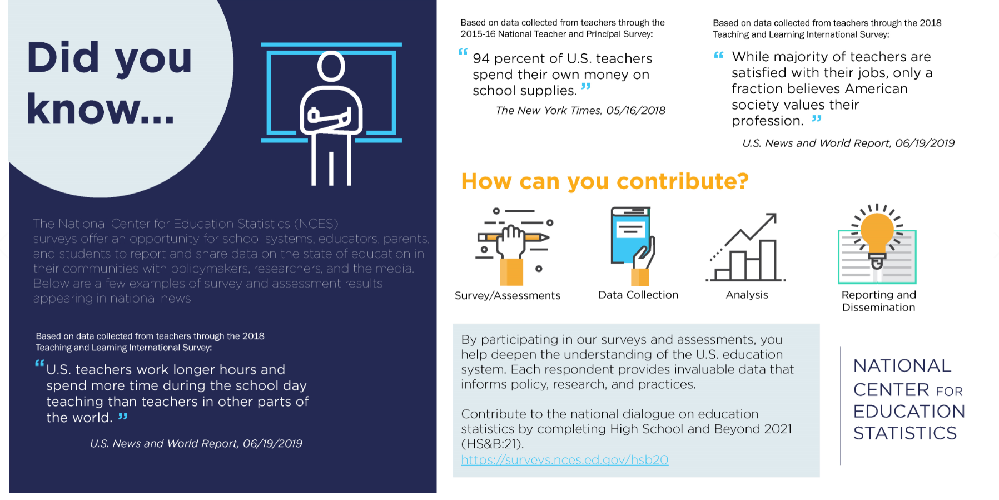 Did you
know...
The National Center for Education Statistics (NCES)
surveys offer an opportunity for school systems, educators, parents,
and students to report and share data on the state of education in
their communities with policymakers, researchers, and the media.
Below are a few examples of survey and assessment results
appearing in national news.
Based on data collected from teachers through the 2018
Teaching and Learning International Survey:
“U.S. teachers work longer hours and
spend more time during the school day
teaching than teachers in other parts of
the world. ”
U.S. News and World Report, 06/19/2019
Based on data collected from teachers through the
2015-16 National Teacher and Principal Survey:
“ 94 percent of U.S. teachers
spend their own money on
school supplies. ”
The New York Times, 05/16/2018
Based on data collected from teachers through the 2018
Teaching and Learning International Survey:
“ While majority of teachers are
satisfied with their jobs, only a
fraction believes American
society values their
profession. ”
U.S. News and World Report, 06/19/2019
How can you contribute?
Survey/Assessments
Data Collection
Analysis
Reporting and
Dissemination
By participating in our surveys and assessments, you
help deepen the understanding of the U.S. education
system. Each respondent provides invaluable data that
informs policy, research, and practices.
Contribute to the national dialogue on education
statistics by completing High School and Beyond 2021
(HS&B:21).
https://surveys.nces.ed.gov/hsb20
NATIONAL
CENTER FOR
EDUCATION
STATISTICS